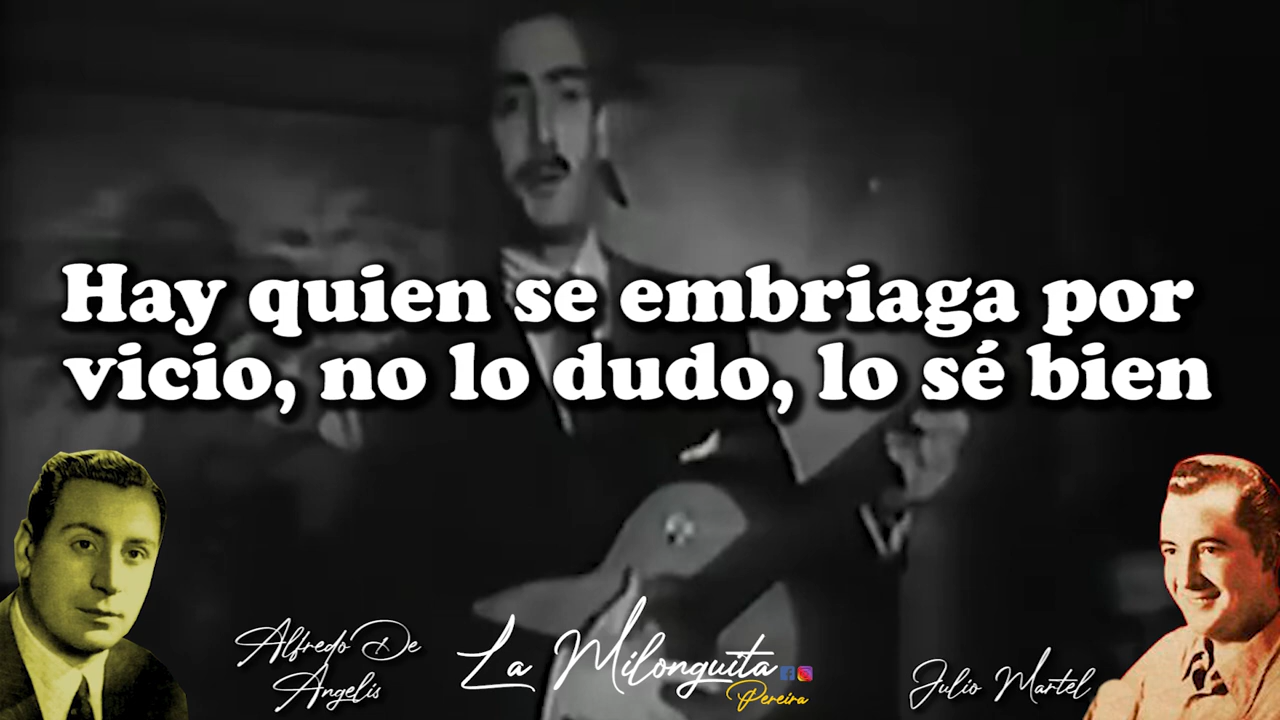 Hay quien se embriaga por
vicio, no lo dudo, lo sé bien
Alfredo De
Angelis
La Milonguita
Pereira
Julio Martel